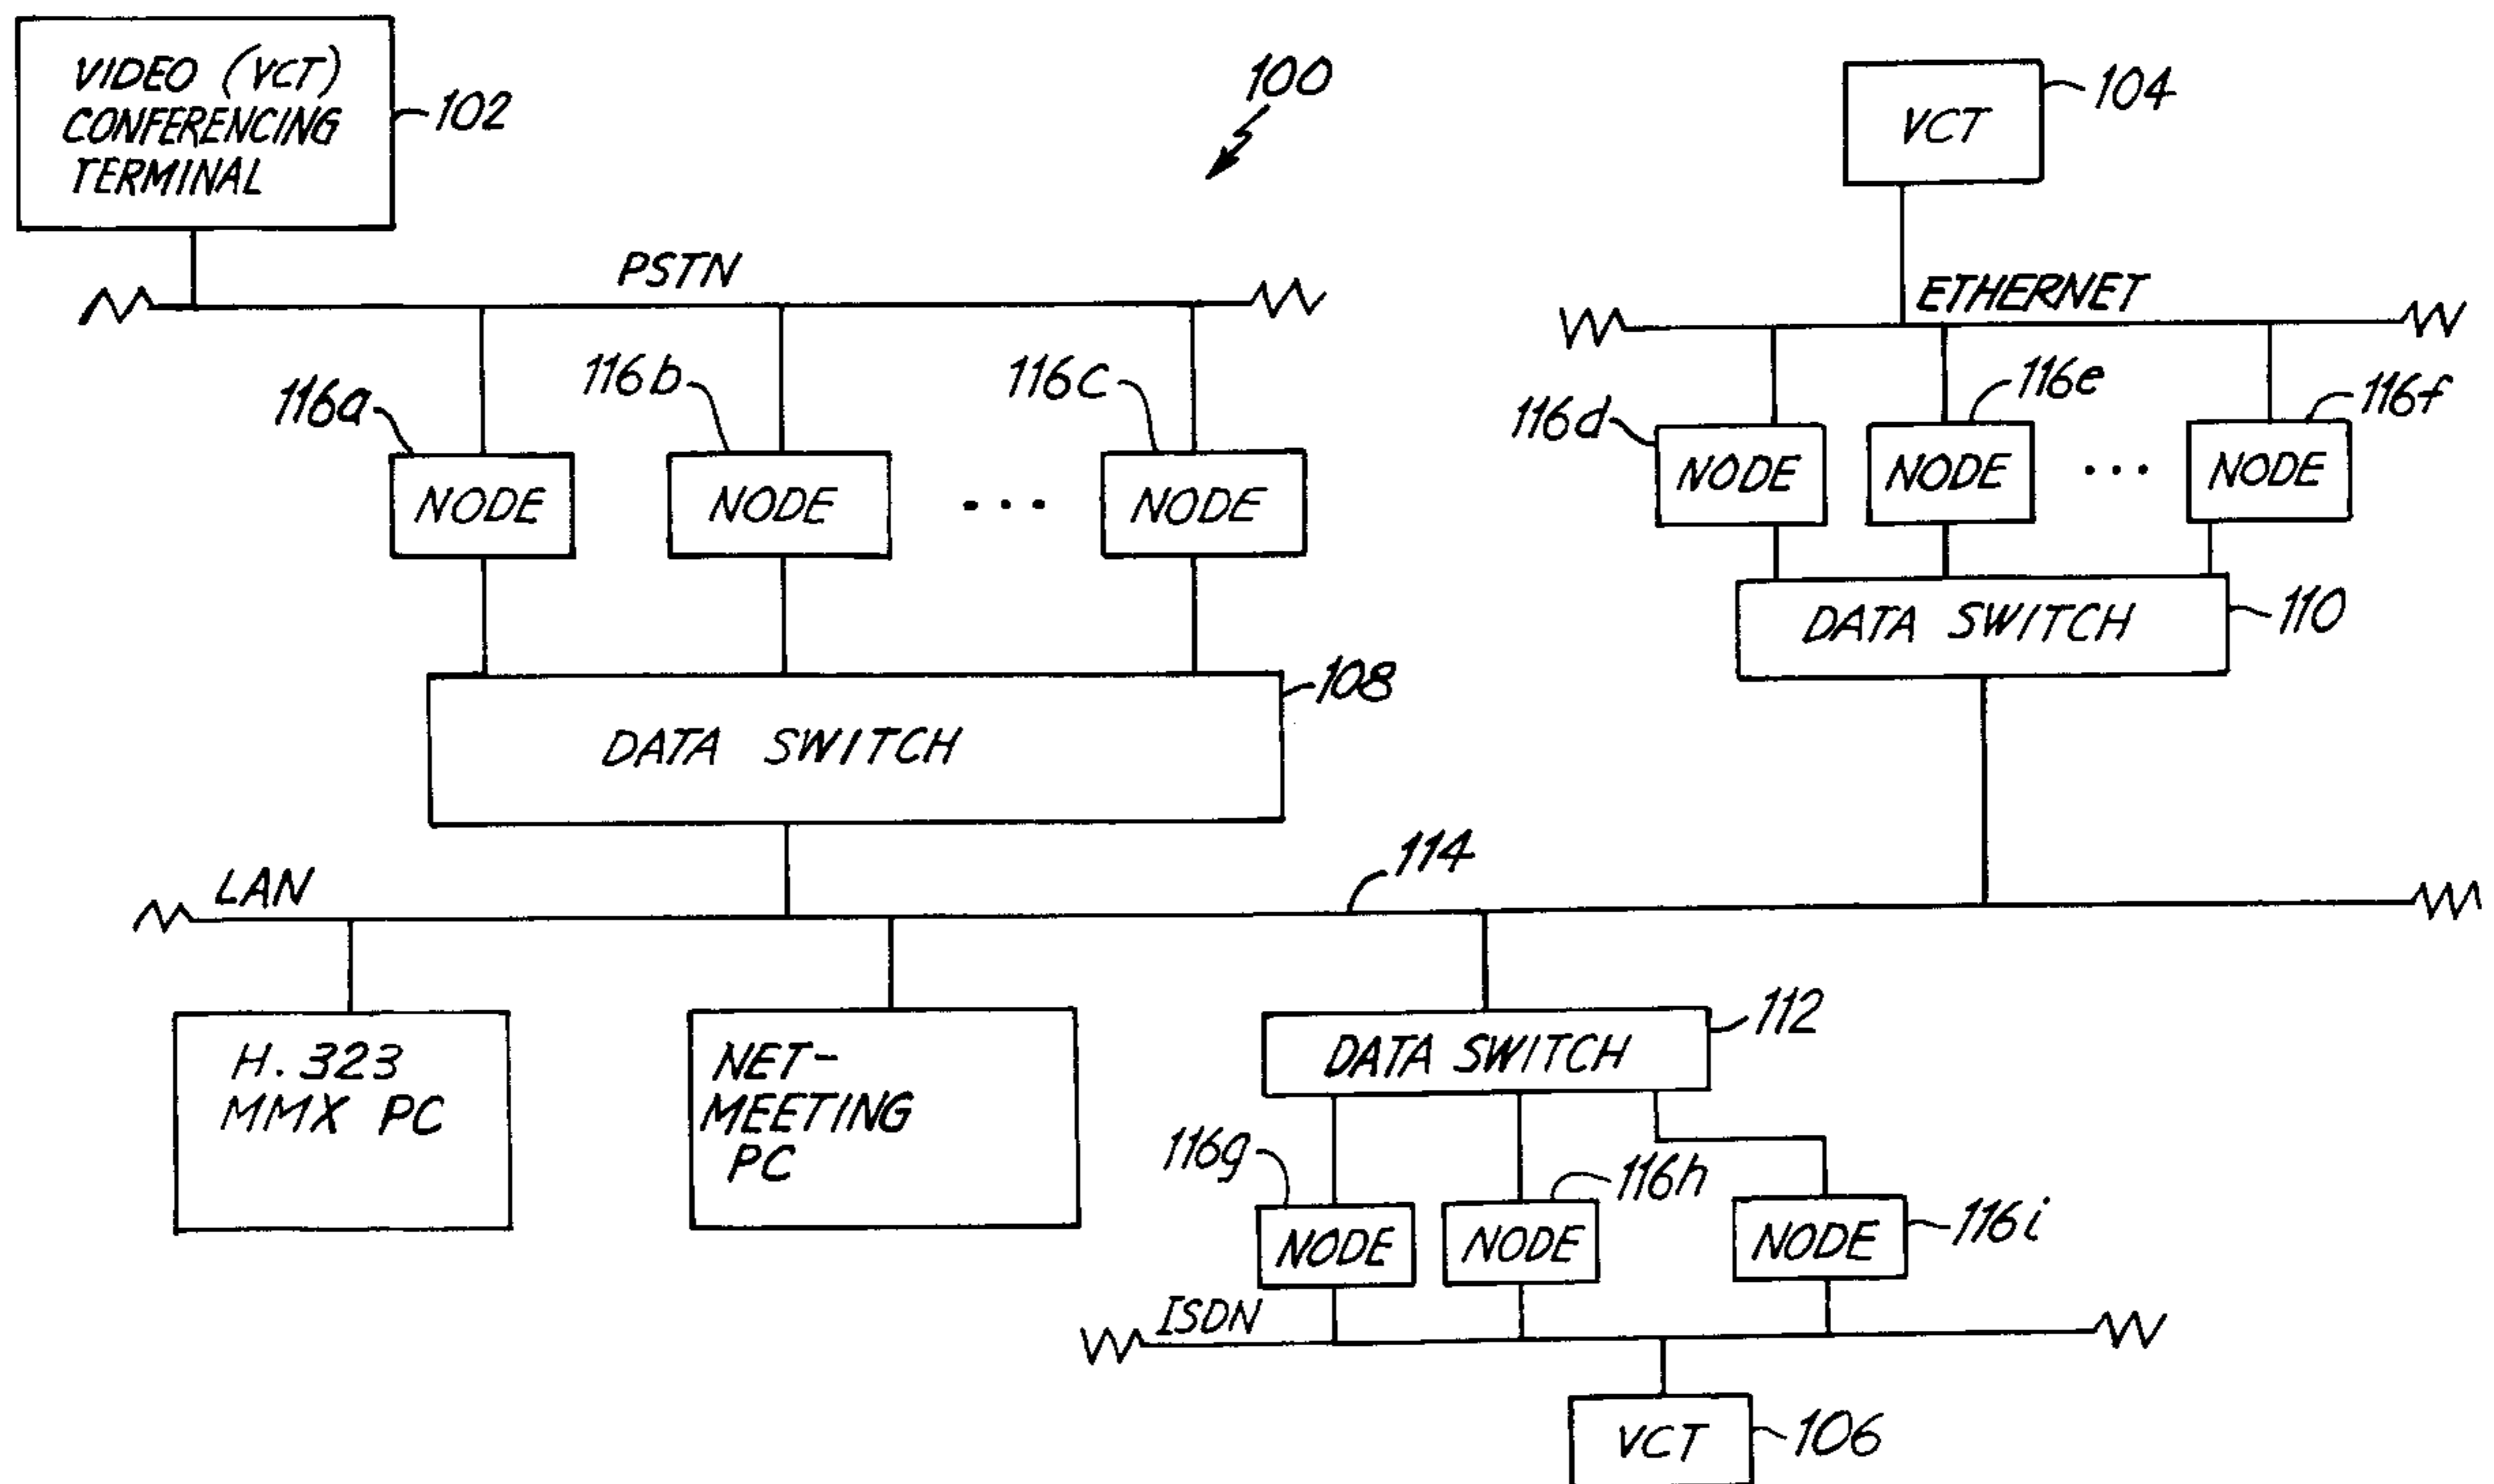 VIDEO (VCT)
CONFERENCING
TERMINAL
102
100
104
VCT
PSTN
ETHERNET
116a
116b
116c
116d
116e
116f
NODE
NODE
...
NODE
NODE
NODE
...
NODE
DATA SWITCH
110
108
DATA SWITCH
114
LAN
H.323
MMX PC
NET-
MEETING
PC
DATA SWITCH
112
116g
116h
116i
NODE
NODE
NODE
ISDN
VCT
106